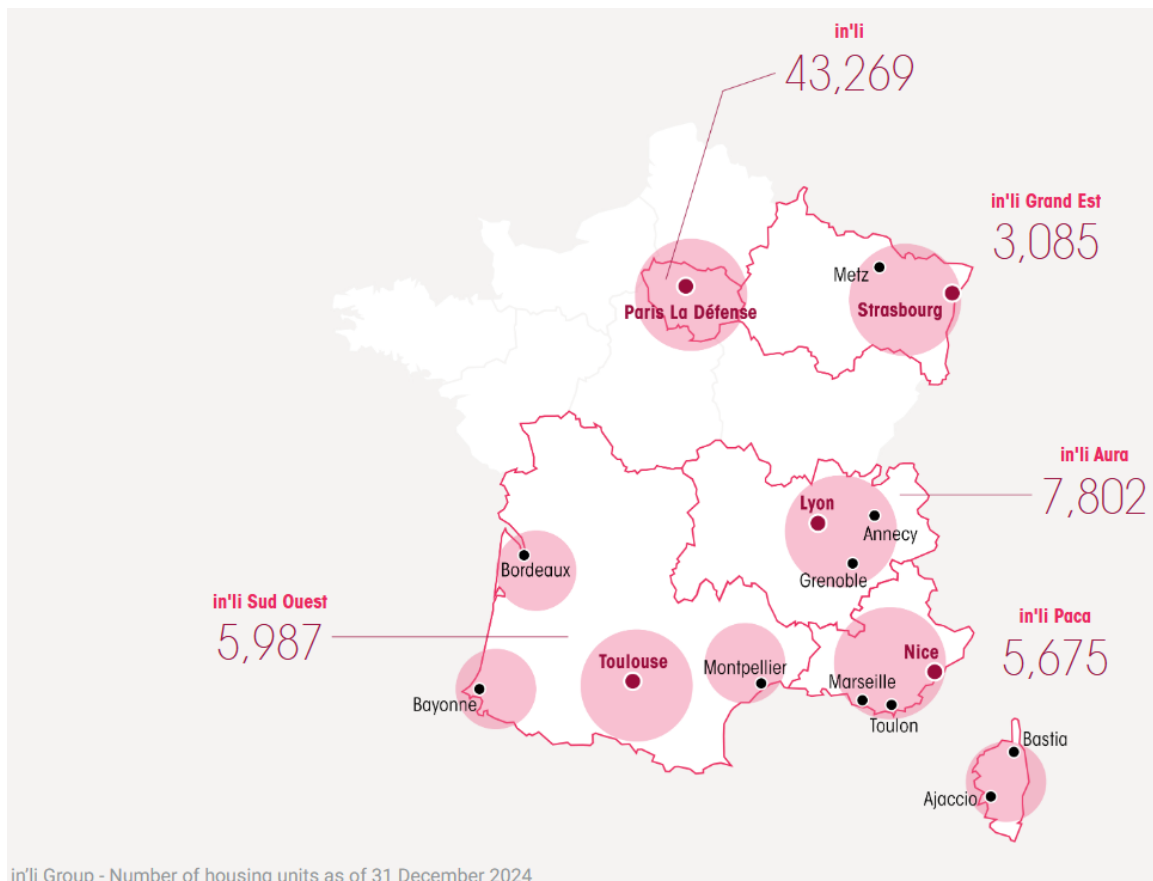 in'li
43,269
in'li Grand Est
3,085
Metz
Strasbourg
Paris La Défense
in'li Aura
7,802
Lyon
Annecy
Grenoble
Bordeaux
in'li Sud Ouest
5,987
in'li Paca
5,675
Toulouse
Montpellier
Nice
Marseille
Toulon
Bayonne
Bastia
Ajaccio
in'li Group - Number of housing units as of 31 December 2024